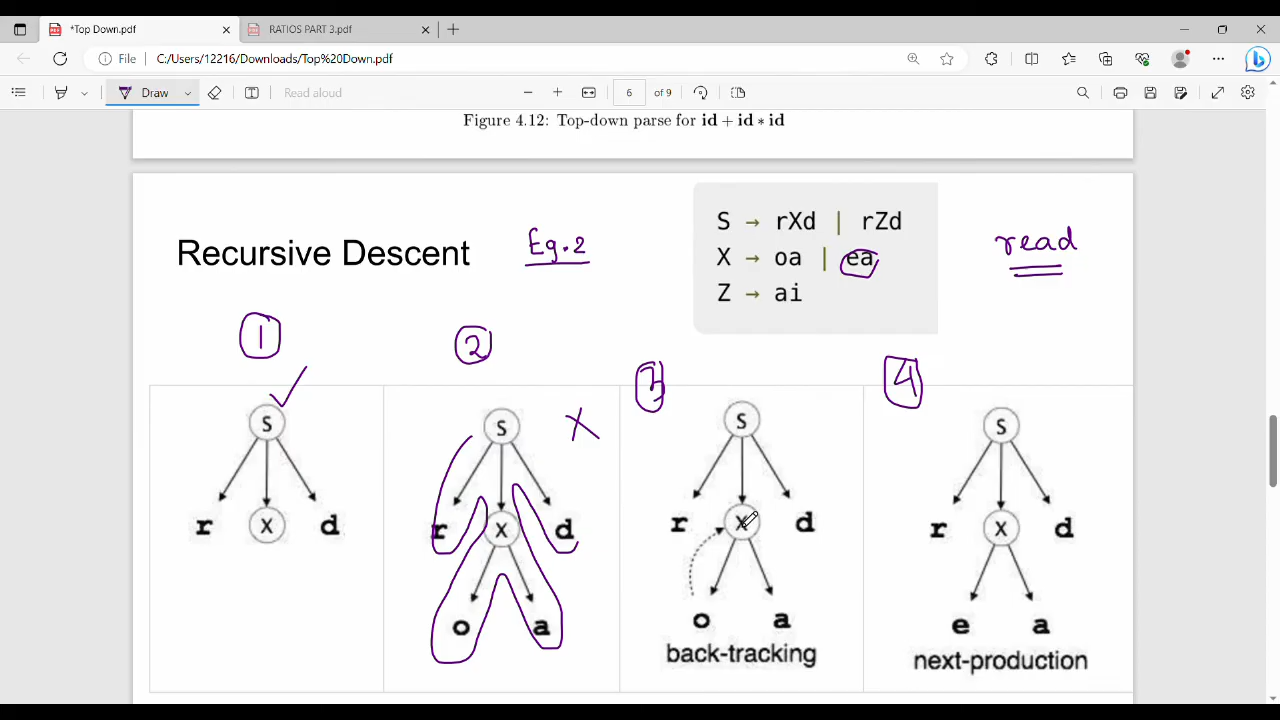 *Top Down.pdf
RATIOS PART 3.pdf
File
C:/Users/12216/Downloads/Top%20Down.pdf
Draw
Read aloud
6 of 9
Figure 4.12: Top-down parse for id + id * id
Recursive Descent
Eg.2
S → rXd | rZd
X → oa | ea
Z → ai
read
1
2
3
4
S
r X d
S
r X d
o a
S
r X d
o a
back-tracking
S
r X d
e a
next-production